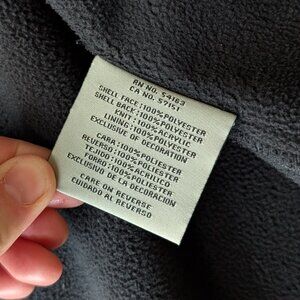 RN NO. 54163
CA NO. 57151
SHELL FACE:100%POLYESTER
SHELL BACK:100%POLYESTER
KNIT:100%ACRYLIC
LINING:100%POLYESTER
EXCLUSIVE OF DECORATION
CARA:100%POLIESTER
REVERSO:100%POLIESTER
TEJIDO:100%ACRILICO
FORRO:100%POLIESTER
EXCLUSIVO DE LA DECORACION
CARE ON REVERSE
CUIDADO AL REVERSO